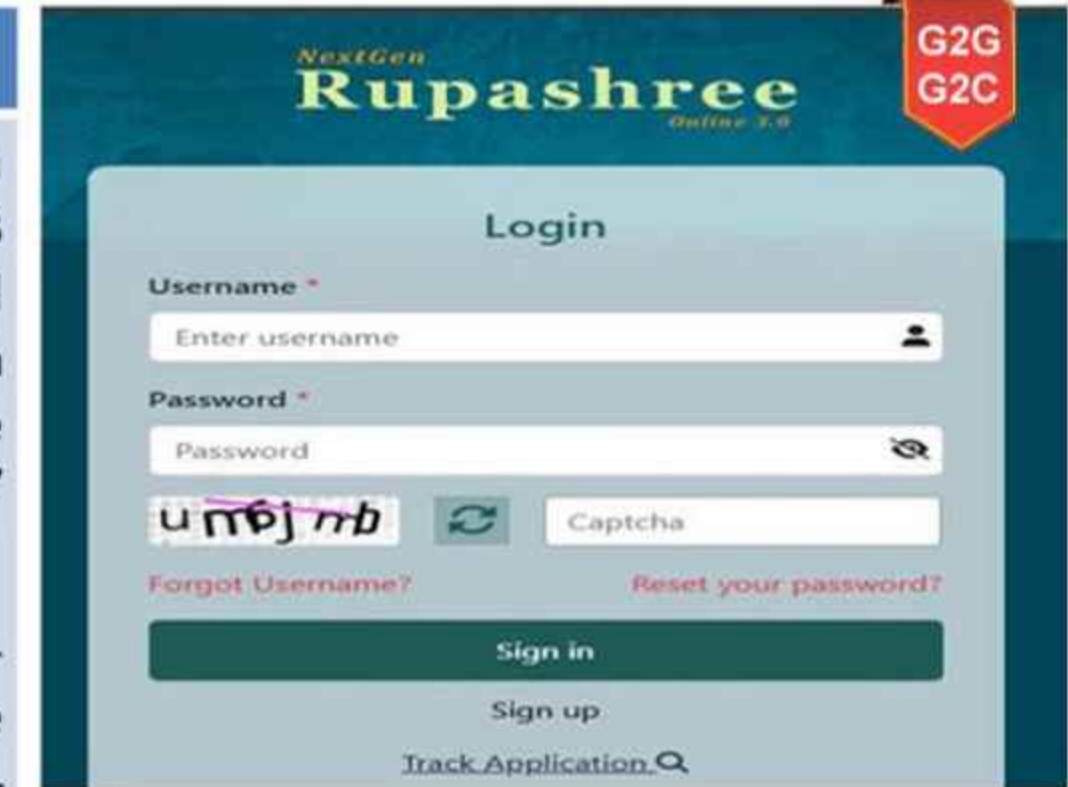 NextGen
Rupashree
Online 3.0
G2G
G2C
Login
Username *
Enter username
Password *
Password
Captcha
Forgot Username?
Reset your password?
Sign in
Sign up
Track Application